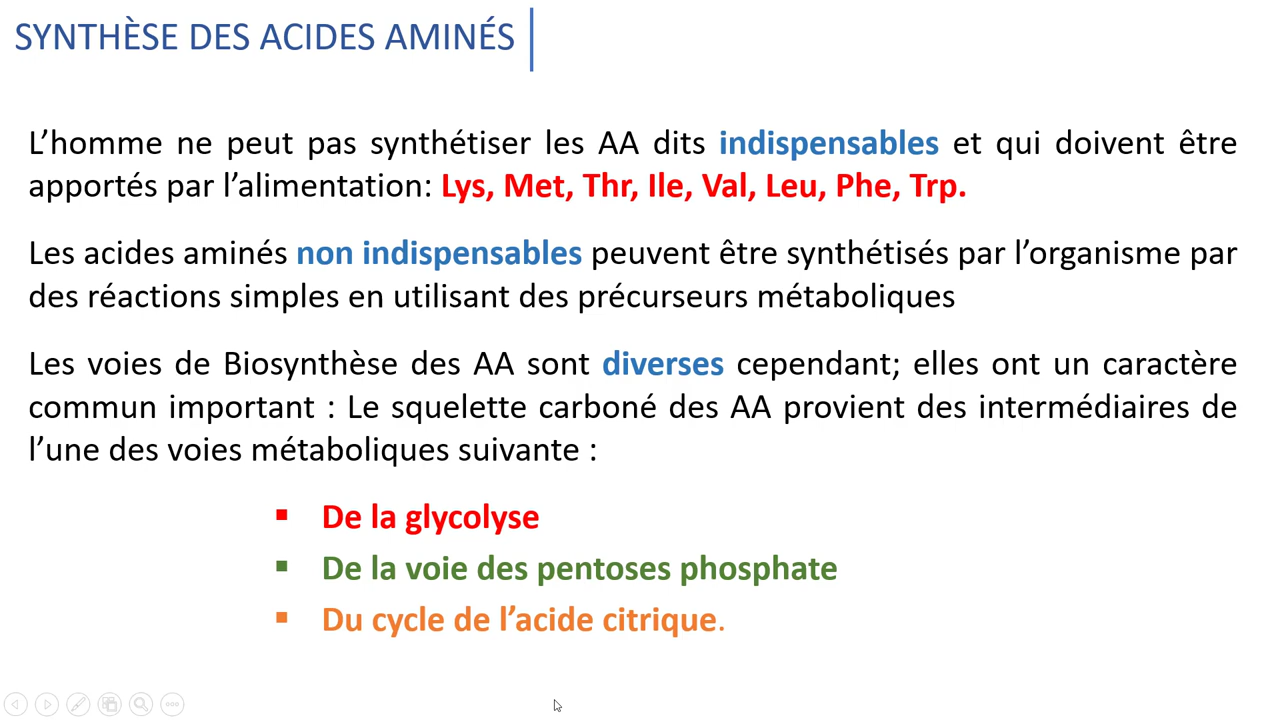 SYNTHÈSE DES ACIDES AMINÉS
L’homme ne peut pas synthétiser les AA dits indispensables et qui doivent être
apportés par l’alimentation: Lys, Met, Thr, Ile, Val, Leu, Phe, Trp.
Les acides aminés non indispensables peuvent être synthétisés par l’organisme par
des réactions simples en utilisant des précurseurs métaboliques
Les voies de Biosynthèse des AA sont diverses cependant; elles ont un caractère
commun important : Le squelette carboné des AA provient des intermédiaires de
l’une des voies métaboliques suivante :
▪ De la glycolyse
▪ De la voie des pentoses phosphate
▪ Du cycle de l’acide citrique.